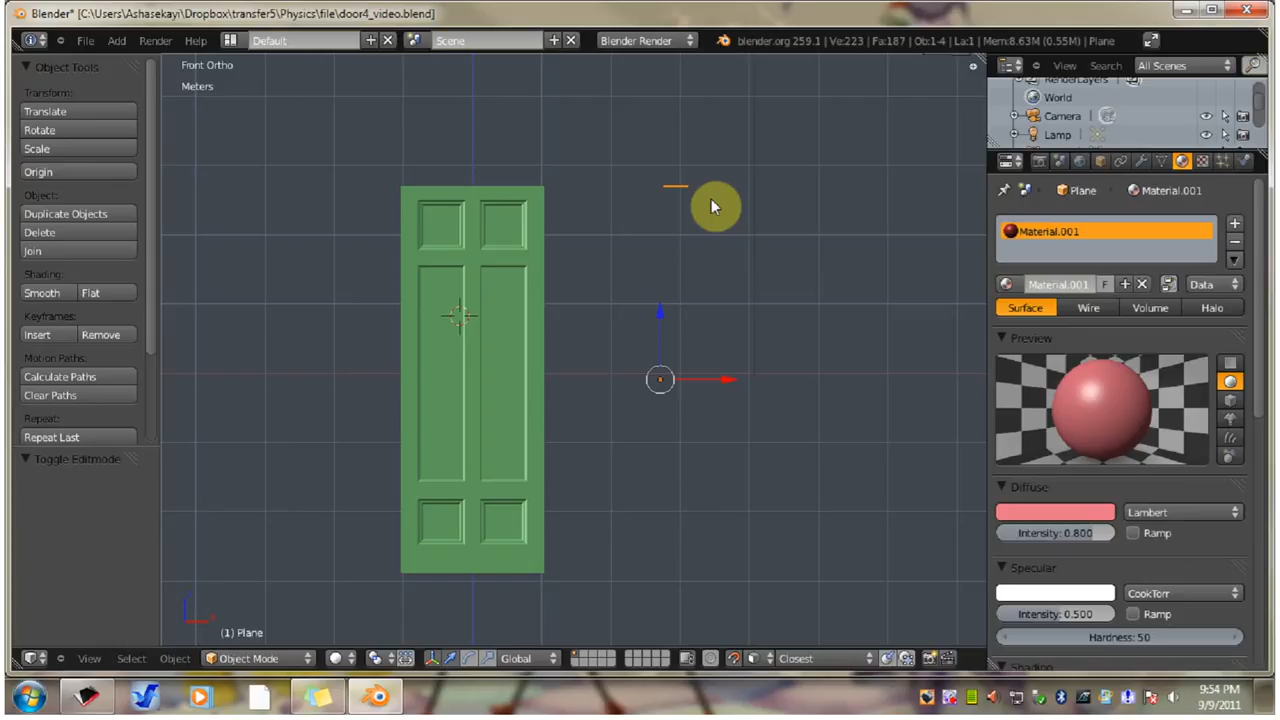 Blender* [C:\Users\Ashasekayi\Dropbox\transfer5\Physics\file\door4_video.blend]
File Add Render Help Default Scene Blender Render blender.org 259.1 | Ve:223 | Fa:187 | Ob:1-4 | La:1 | Mem:8.63M (0.55M) | Plane
Object Tools
Transform:
Translate
Rotate
Scale
Origin
Object:
Duplicate Objects
Delete
Join
Shading:
Smooth Flat
Keyframes:
Insert Remove
Motion Paths:
Calculate Paths
Clear Paths
Repeat:
Repeat Last
Toggle Editmode
Front Ortho
Meters
(1) Plane
View Select Object Object Mode Global Closest
View Search All Scenes
RenderLayers
World
Camera
Lamp
Plane Material.001
Material.001
Material.001 F Data
Surface Wire Volume Halo
Preview
Diffuse
Lambert
Intensity: 0.800 Ramp
Specular
CookTorr
Intensity: 0.500 Ramp
Hardness: 50
Shading
9:54 PM
9/9/2011